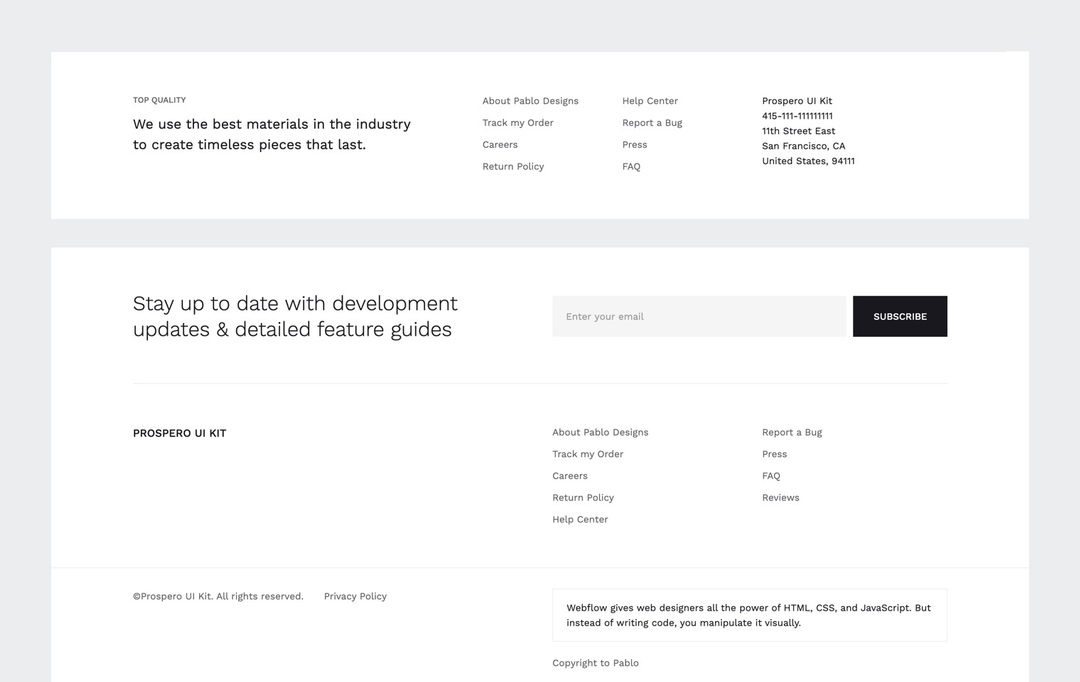 TOP QUALITY
We use the best materials in the industry
to create timeless pieces that last.
About Pablo Designs
Track my Order
Careers
Return Policy
Help Center
Report a Bug
Press
FAQ
Prospero UI Kit
415-111-111111111
11th Street East
San Francisco, CA
United States, 94111
Stay up to date with development
updates & detailed feature guides
Enter your email
SUBSCRIBE
PROSPERO UI KIT
About Pablo Designs
Track my Order
Careers
Return Policy
Help Center
Report a Bug
Press
FAQ
Reviews
©Prospero UI Kit. All rights reserved.
Privacy Policy
Webflow gives web designers all the power of HTML, CSS, and JavaScript. But
instead of writing code, you manipulate it visually.
Copyright to Pablo